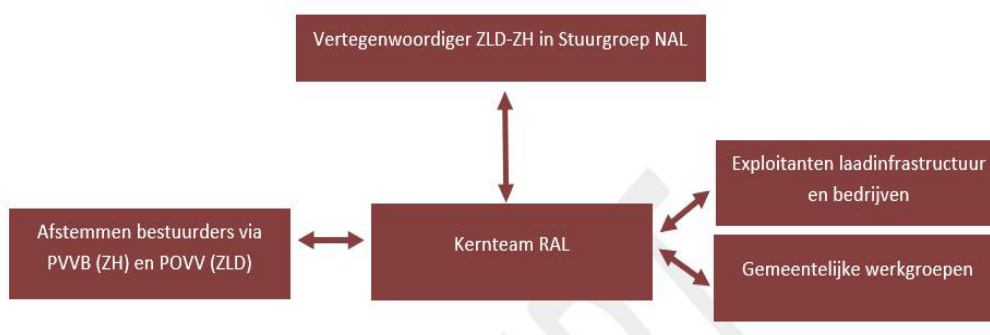 Vertegenwoordiger ZLD-ZH in Stuurgroep NAL
Exploitanten laadinfrastructuur
en bedrijven
Afstemmen bestuurders via
PVVB (ZH) en POVV (ZLD)
Kernteam RAL
Gemeentelijke werkgroepen